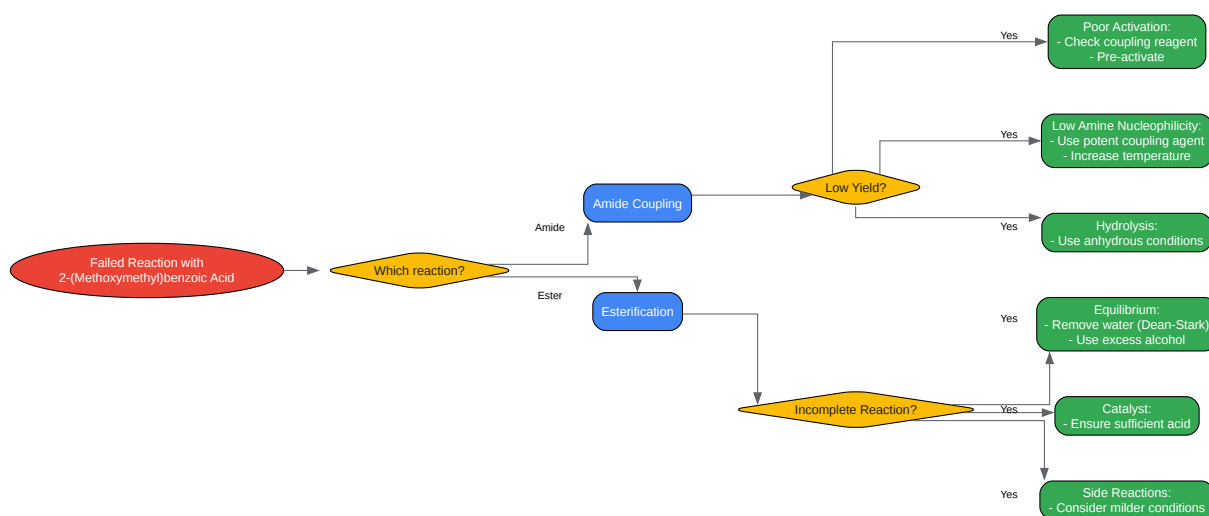 Poor Activation:
- Check coupling reagent
- Pre-activate
Yes
Low Amine Nucleophilicity:
- Use potent coupling agent
- Increase temperature
Yes
Low Yield?
Amide Coupling
Hydrolysis:
- Use anhydrous conditions
Yes
Amide
Failed Reaction with
2-(Methoxymethyl)benzoic Acid
Which reaction?
Ester
Esterification
Equilibrium:
- Remove water (Dean-Stark)
- Use excess alcohol
Yes
Incomplete Reaction?
Yes
Catalyst:
- Ensure sufficient acid
Yes
Side Reactions:
- Consider milder conditions